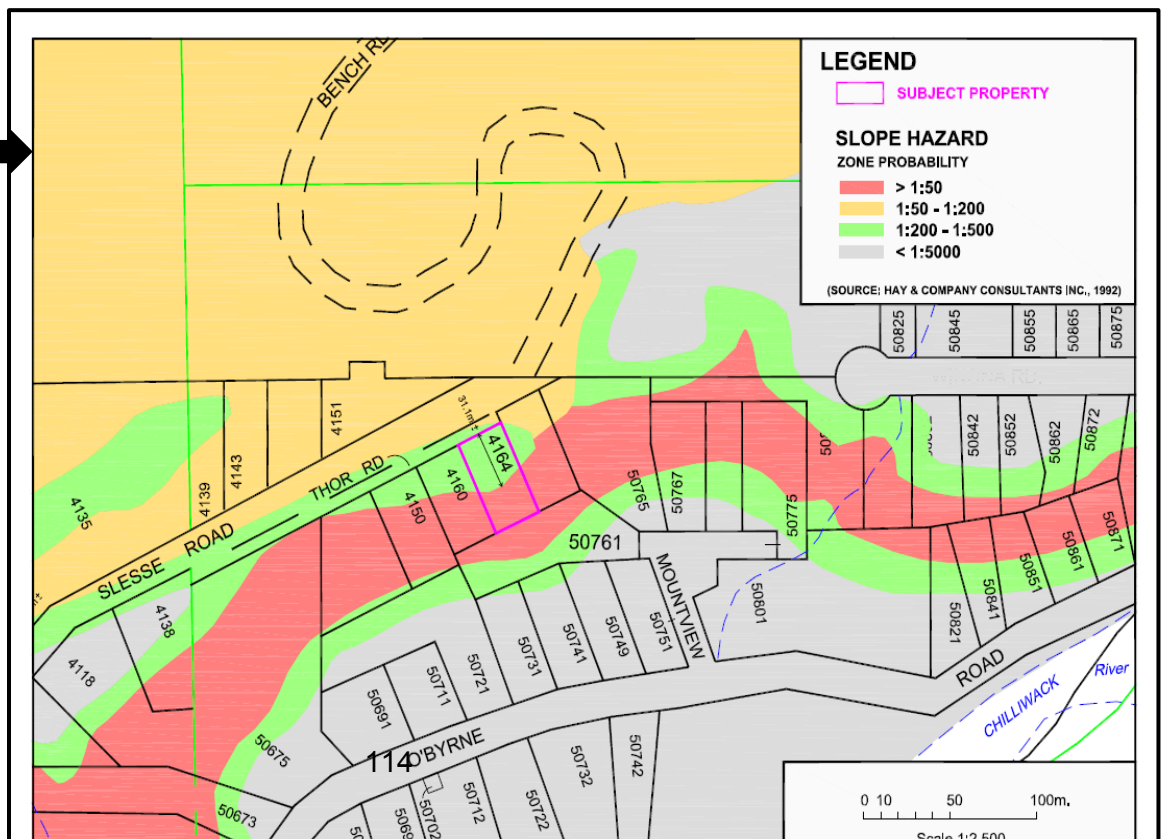 BENCH RD
LEGEND
SUBJECT PROPERTY
SLOPE HAZARD
ZONE PROBABILITY
> 1:50
1:50 - 1:200
1:200 - 1:500
< 1:5000
(SOURCE; HAY & COMPANY CONSULTANTS INC., 1992)
50825
50845
50855
50865
50875
31.1m±
4151
4143
4139
4135
THOR RD
SLESSE ROAD
4164
4160
4150
4138
4118
50765
50767
50775
50842
50852
50862
50872
50761
MOUNTVIEW
50801
50821
50841
50851
50861
50871
50751
50749
50741
50731
50721
50711
50691
50675
50673
114
O'BYRNE
ROAD
CHILLIWACK
River
50702
50712
50722
50732
50742
0 10 50 100m.
Scale 1:2,500